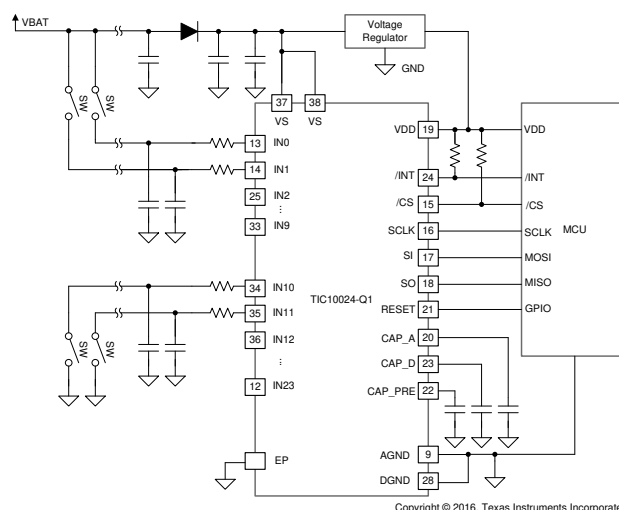 VBAT
Voltage
Regulator
GND
SW
SW
37
38
VS
VS
VDD
19
VDD
13
IN0
14
IN1
/INT
24
/INT
25
IN2
/CS
15
/CS
33
IN9
SCLK
16
SCLK
MCU
SI
17
MOSI
34
IN10
SO
18
MISO
TIC10024-Q1
35
IN11
RESET
21
GPIO
36
IN12
CAP_A
20
SW
SW
CAP_D
23
12
IN23
CAP_PRE
22
EP
AGND
9
DGND
28
Copyright © 2016, Texas Instruments Incorporate